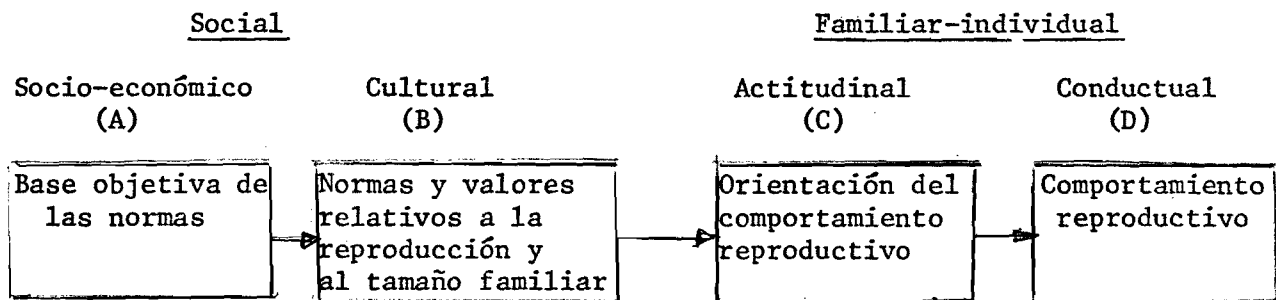 Social
Familiar-individual
Socio-económico
(A)
Cultural
(B)
Actitudinal
(C)
Conductual
(D)
Base objetiva de
las normas
Normas y valores
relativos a la
reproducción y
al tamaño familiar
Orientación del
comportamiento
reproductivo
Comportamiento
reproductivo